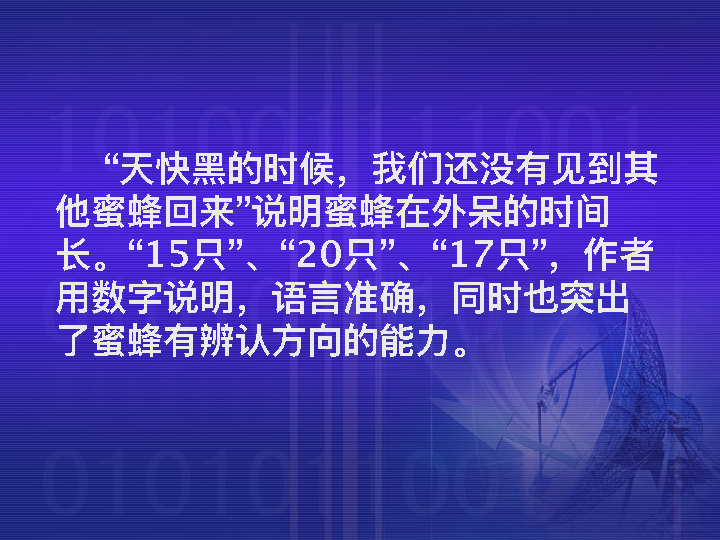 101001111001
“天快黑的时候，我们还没有见到其
他蜜蜂回来”说明蜜蜂在外呆的时间
长。“15只”、“20只”、“17只”，作者
用数字说明，语言准确，同时也突出
了蜜蜂有辨认方向的能力。